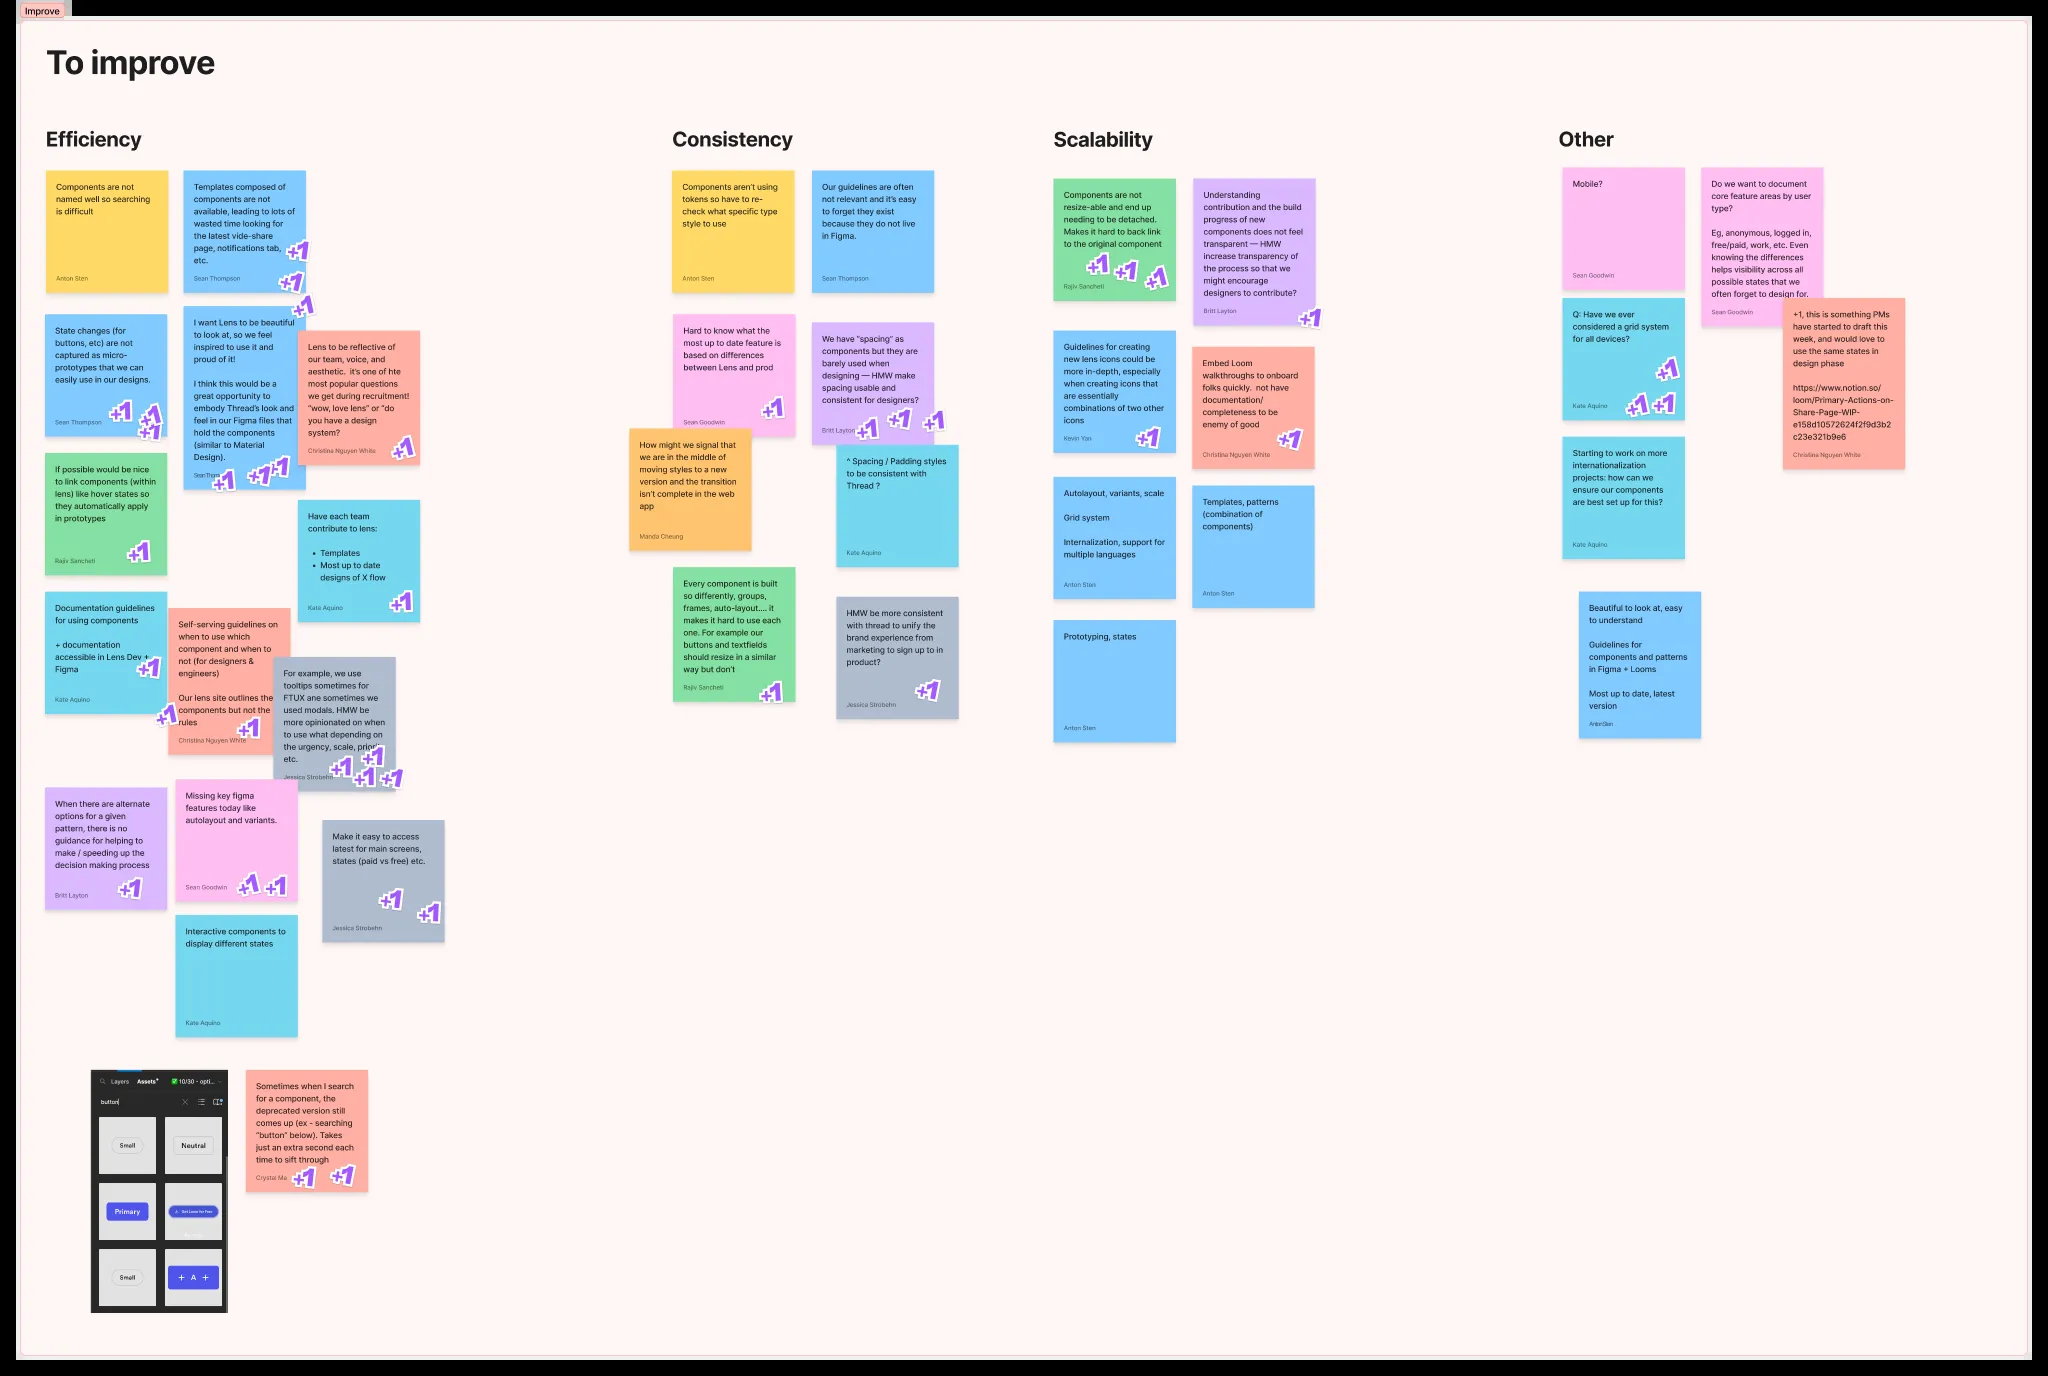 Improve
To improve
Efficiency
Components are not
named well so searching
is difficult
Anton Sten
Templates composed of
components are not
available, leading to lots of
wasted time looking for
the latest vide-share
page, notifications tab,
etc.
Sean Thompson
+1
+1
State changes (for
buttons, etc) are not
captured as micro-
prototypes that we can
easily use in our designs.
Sean Thompson
+1
+1
+1
I want Lens to be beautiful
to look at, so we feel
inspired to use it and
proud of it!
I think this would be a
great opportunity to
embody Thread's look and
feel in our Figma files that
hold the components
(similar to Material
Design).
Sean Thom
+1
+1
+1
+1
Lens to be reflective of
our team, voice, and
aesthetic. it's one of hte
most popular questions
we get during recruitment!
"wow, love lens" or "do
you have a design
system?
Christina Nguyen White
+1
If possible would be nice
to link components (within
lens) like hover states so
they automatically apply
in prototypes
Rajiv Sancheti
+1
Have each team
contribute to lens:
• Templates
• Most up to date
designs of X flow
Kate Aquino
+1
Documentation guidelines
for using components
+ documentation
accessible in Lens Dev +
Figma
Kate Aquino
+1
Self-serving guidelines on
when to use which
component and when to
not (for designers &
engineers)
Our lens site outlines the
components but not the
rules
Christina Nguyen White
+1
+1
For example, we use
tooltips sometimes for
FTUX ane sometimes we
used modals. HMW be
more opinionated on when
to use what depending on
the urgency, scale, priori
etc.
Jessica Strobehn
+1
+1
+1
+1
When there are alternate
options for a given
pattern, there is no
guidance for helping to
make / speeding up the
decision making process
Britt Layton
+1
Missing key figma
features today like
autolayout and variants.
Sean Goodwin
+1
+1
Make it easy to access
latest for main screens,
states (paid vs free) etc.
Jessica Strobehn
+1
+1
Interactive components to
display different states
Kate Aquino
Layers Assets 10/30 - opti...
button
Small
Neutral
Primary
Get Loom for Free
Small
+ A +
Sometimes when I search
for a component, the
deprecated version still
comes up (ex - searching
"button" below). Takes
just an extra second each
time to sift through
Crystal Ma
+1
+1
Consistency
Components aren't using
tokens so have to re-
check what specific type
style to use
Anton Sten
Our guidelines are often
not relevant and it's easy
to forget they exist
because they do not live
in Figma.
Sean Thompson
Hard to know what the
most up to date feature is
based on differences
between Lens and prod
Sean Goodwin
+1
We have "spacing" as
components but they are
barely used when
designing — HMW make
spacing usable and
consistent for designers?
Britt Layton
+1
+1
+1
How might we signal that
we are in the middle of
moving styles to a new
version and the transition
isn't complete in the web
app
Manda Cheung
^ Spacing / Padding styles
to be consistent with
Thread ?
Kate Aquino
Every component is built
so differently, groups,
frames, auto-layout.... it
makes it hard to use each
one. For example our
buttons and textfields
should resize in a similar
way but don't
Rajiv Sancheti
+1
HMW be more consistent
with thread to unify the
brand experience from
marketing to sign up to in
product?
Jessica Strobehn
+1
Scalability
Components are not
resize-able and end up
needing to be detached.
Makes it hard to back link
to the original component
Rajiv Sancheti
+1
+1
+1
Understanding
contribution and the build
progress of new
components does not feel
transparent — HMW
increase transparency of
the process so that we
might encourage
designers to contribute?
Britt Layton
+1
Guidelines for creating
new lens icons could be
more in-depth, especially
when creating icons that
are essentially
combinations of two other
icons
Kevin Yan
+1
Embed Loom
walkthroughs to onboard
folks quickly. not have
documentation/
completeness to be
enemy of good
Christina Nguyen White
+1
Autolayout, variants, scale
Grid system
Internalization, support for
multiple languages
Anton Sten
Templates, patterns
(combination of
components)
Anton Sten
Prototyping, states
Anton Sten
Other
Mobile?
Sean Goodwin
Do we want to document
core feature areas by user
type?
Eg, anonymous, logged in,
free/paid, work, etc. Even
knowing the differences
helps visibility across all
possible states that we
often forget to design for.
Sean Goodwin
Q: Have we ever
considered a grid system
for all devices?
Kate Aquino
+1
+1
+1
+1, this is something PMs
have started to draft this
week, and would love to
use the same states in
design phase
https://www.notion.so/
loom/Primary-Actions-on-
Share-Page-WIP-
e158d10572624f2f9d3b2
c23e321b9e6
Christina Nguyen White
Starting to work on more
internationalization
projects: how can we
ensure our components
are best set up for this?
Kate Aquino
Beautiful to look at, easy
to understand
Guidelines for
components and patterns
in Figma + Looms
Most up to date, latest
version
Anton Sten